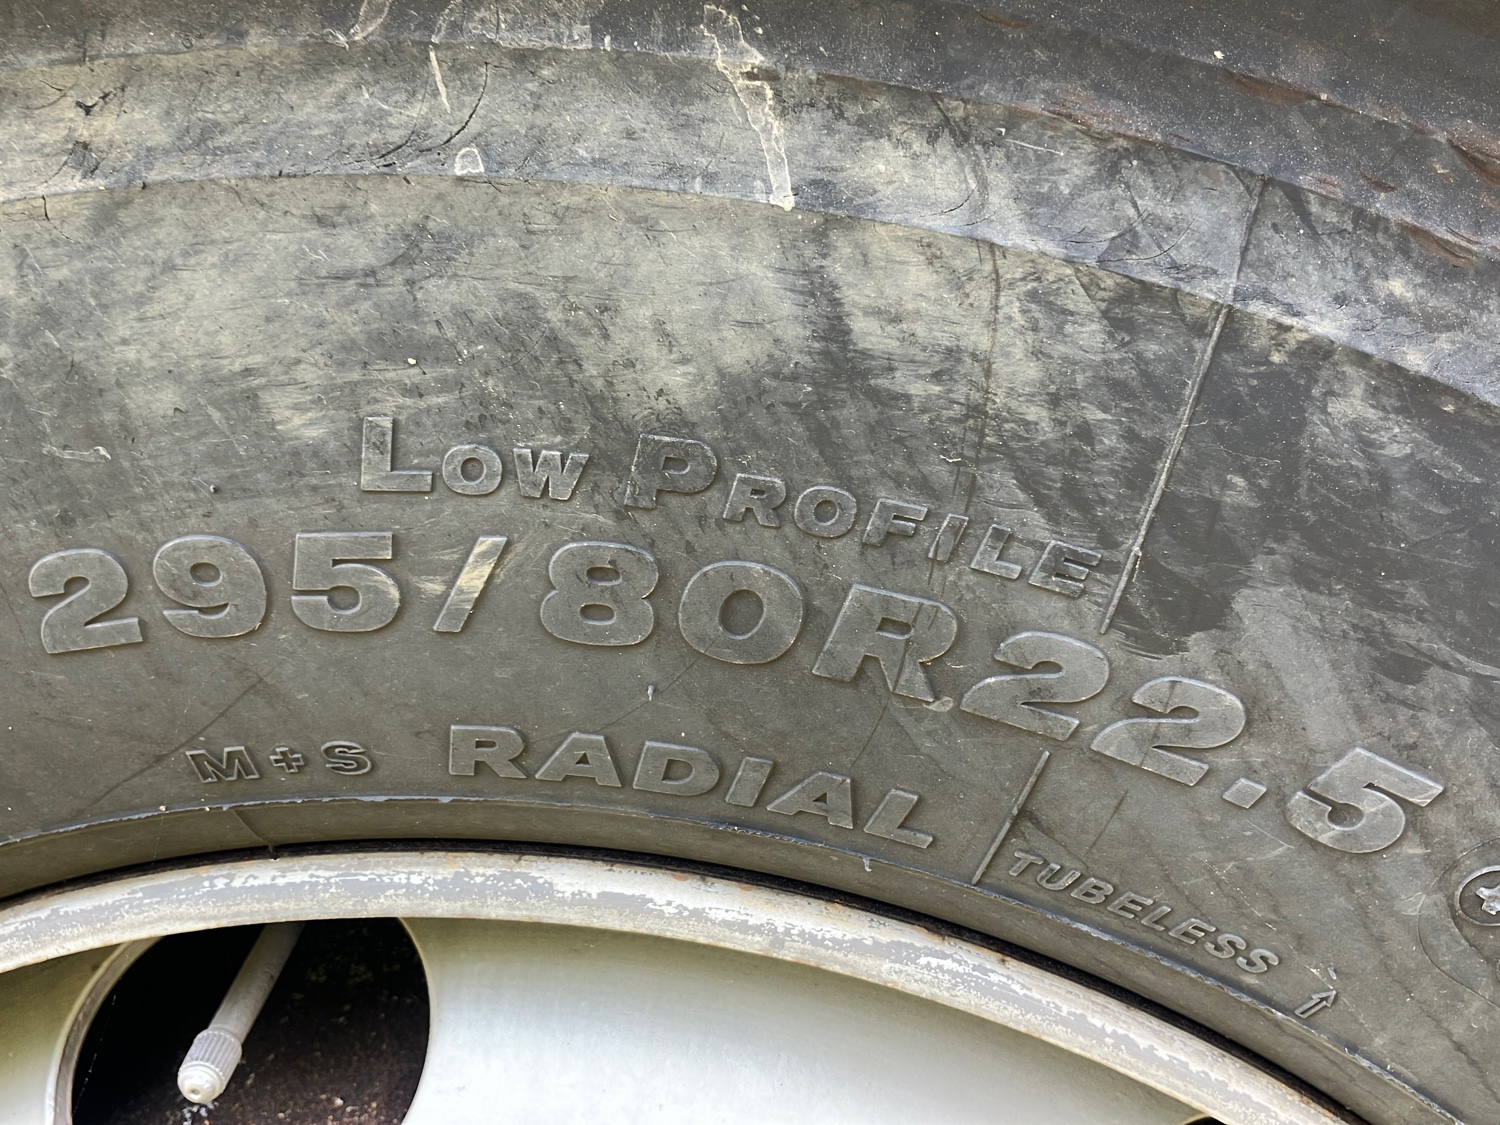 LOW PROFILE
295/80R22.5
M+S RADIAL
TUBELESS